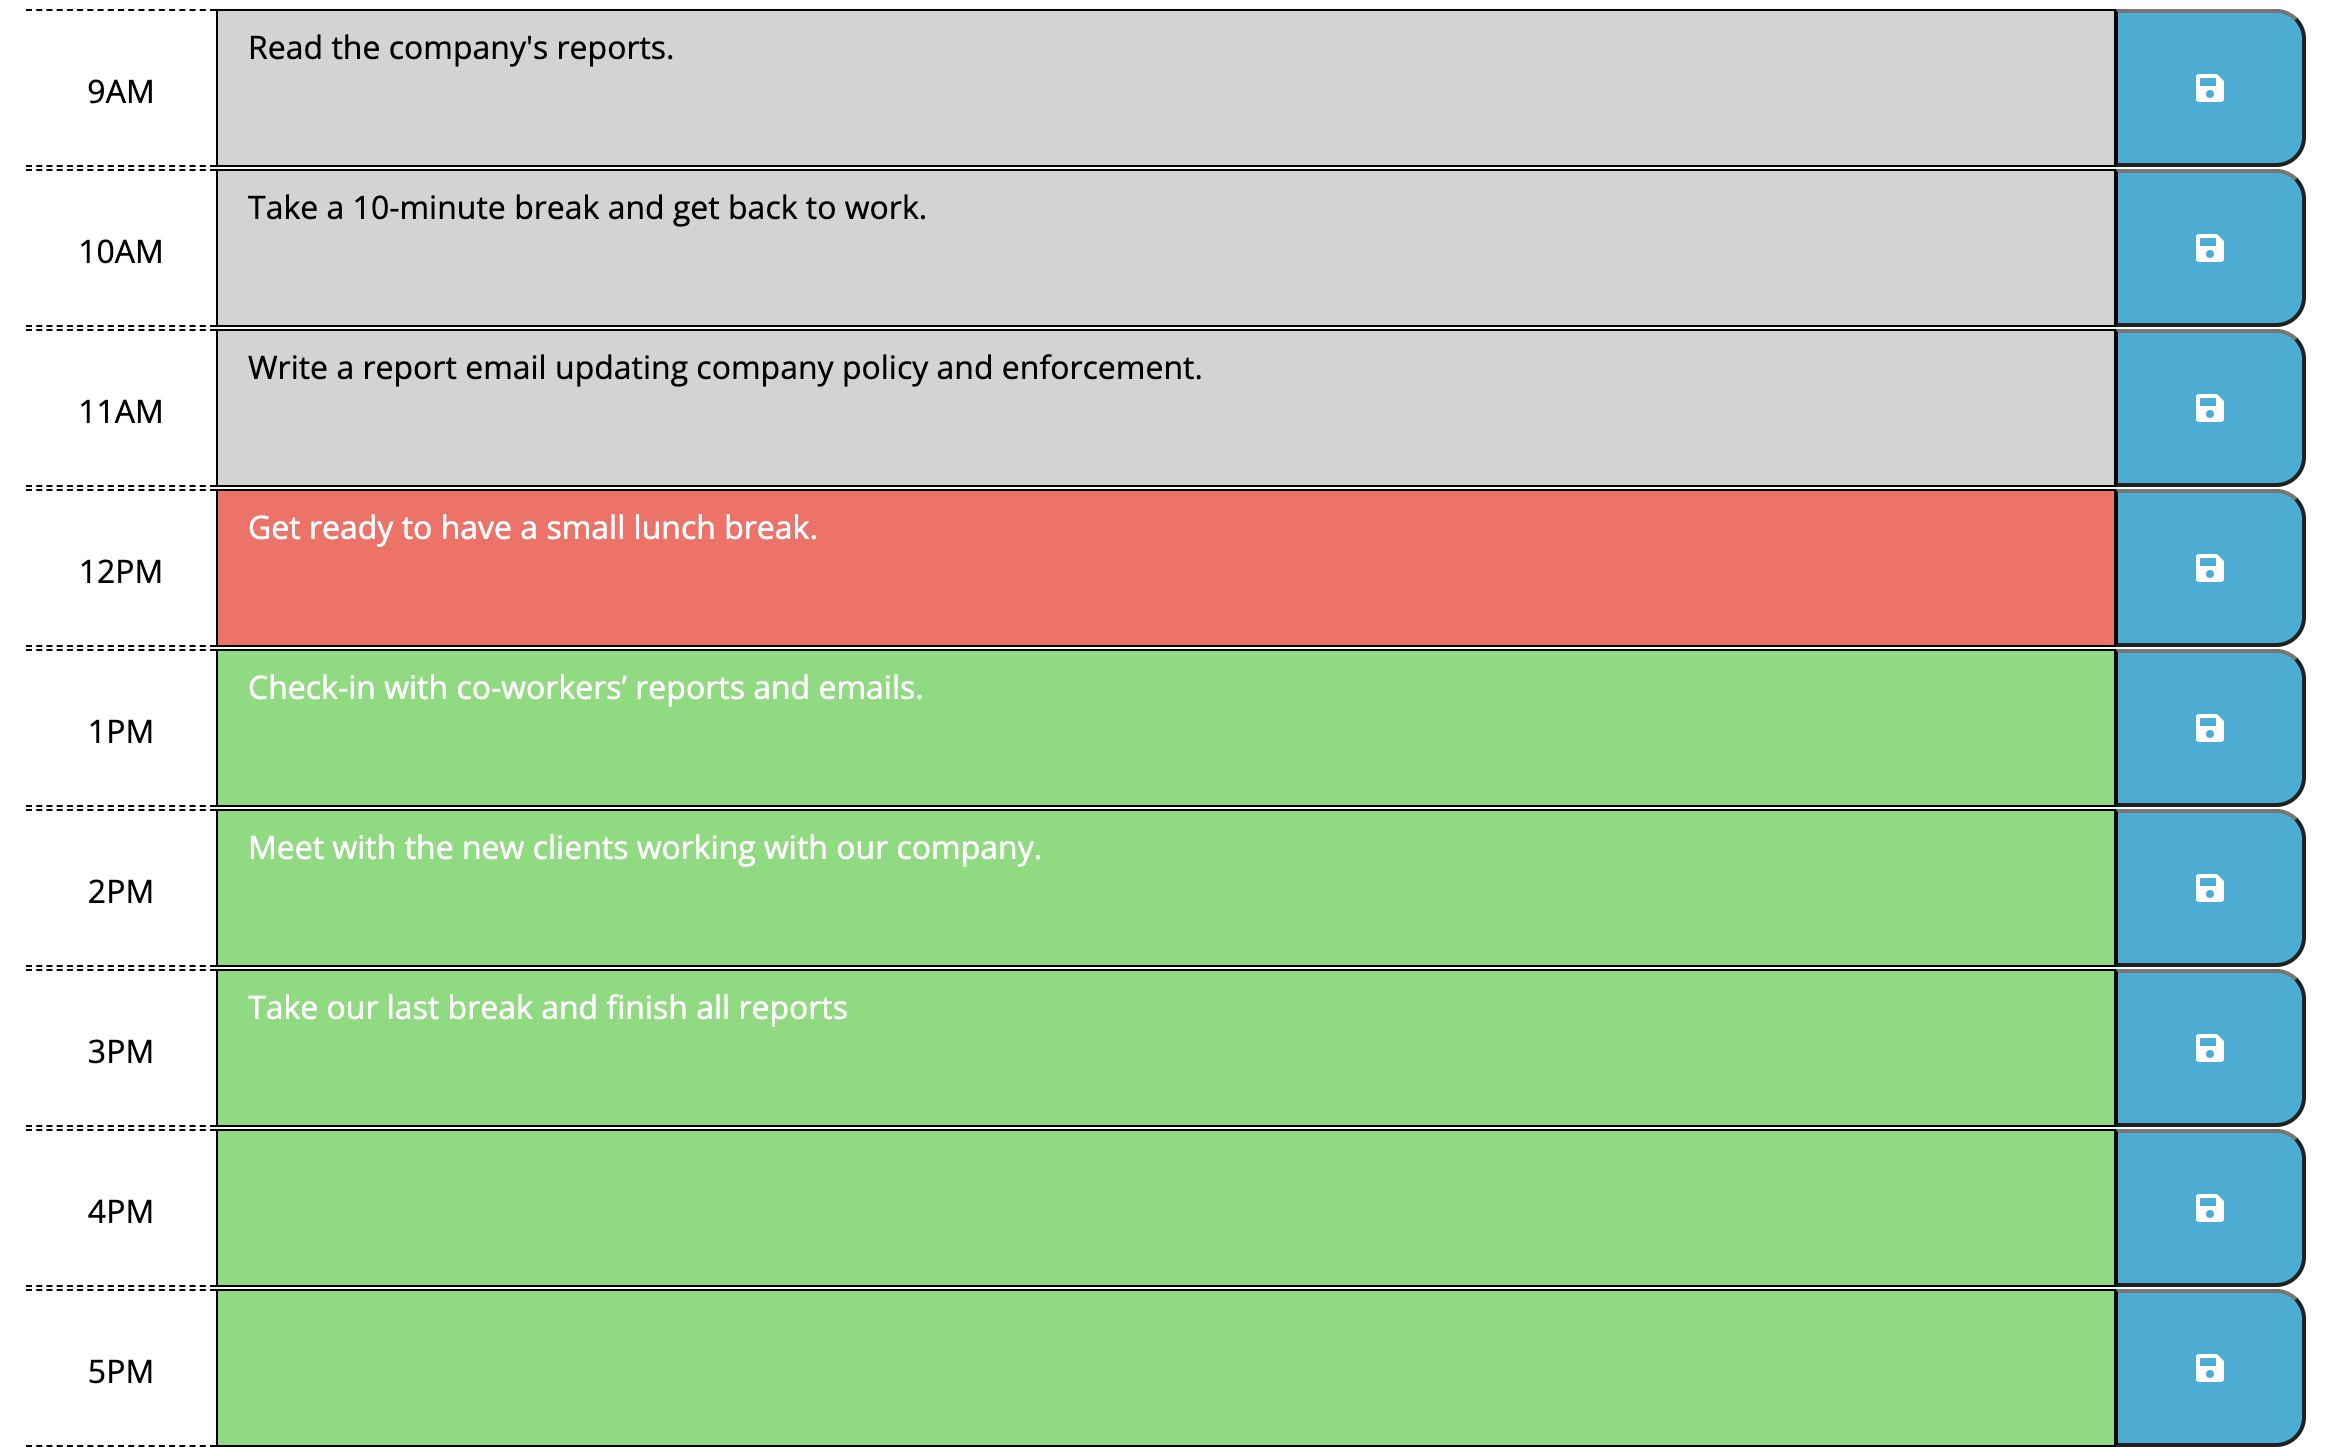 9AM
Read the company's reports.
10AM
Take a 10-minute break and get back to work.
11AM
Write a report email updating company policy and enforcement.
12PM
Get ready to have a small lunch break.
1PM
Check-in with co-workers’ reports and emails.
2PM
Meet with the new clients working with our company.
3PM
Take our last break and finish all reports
4PM
5PM